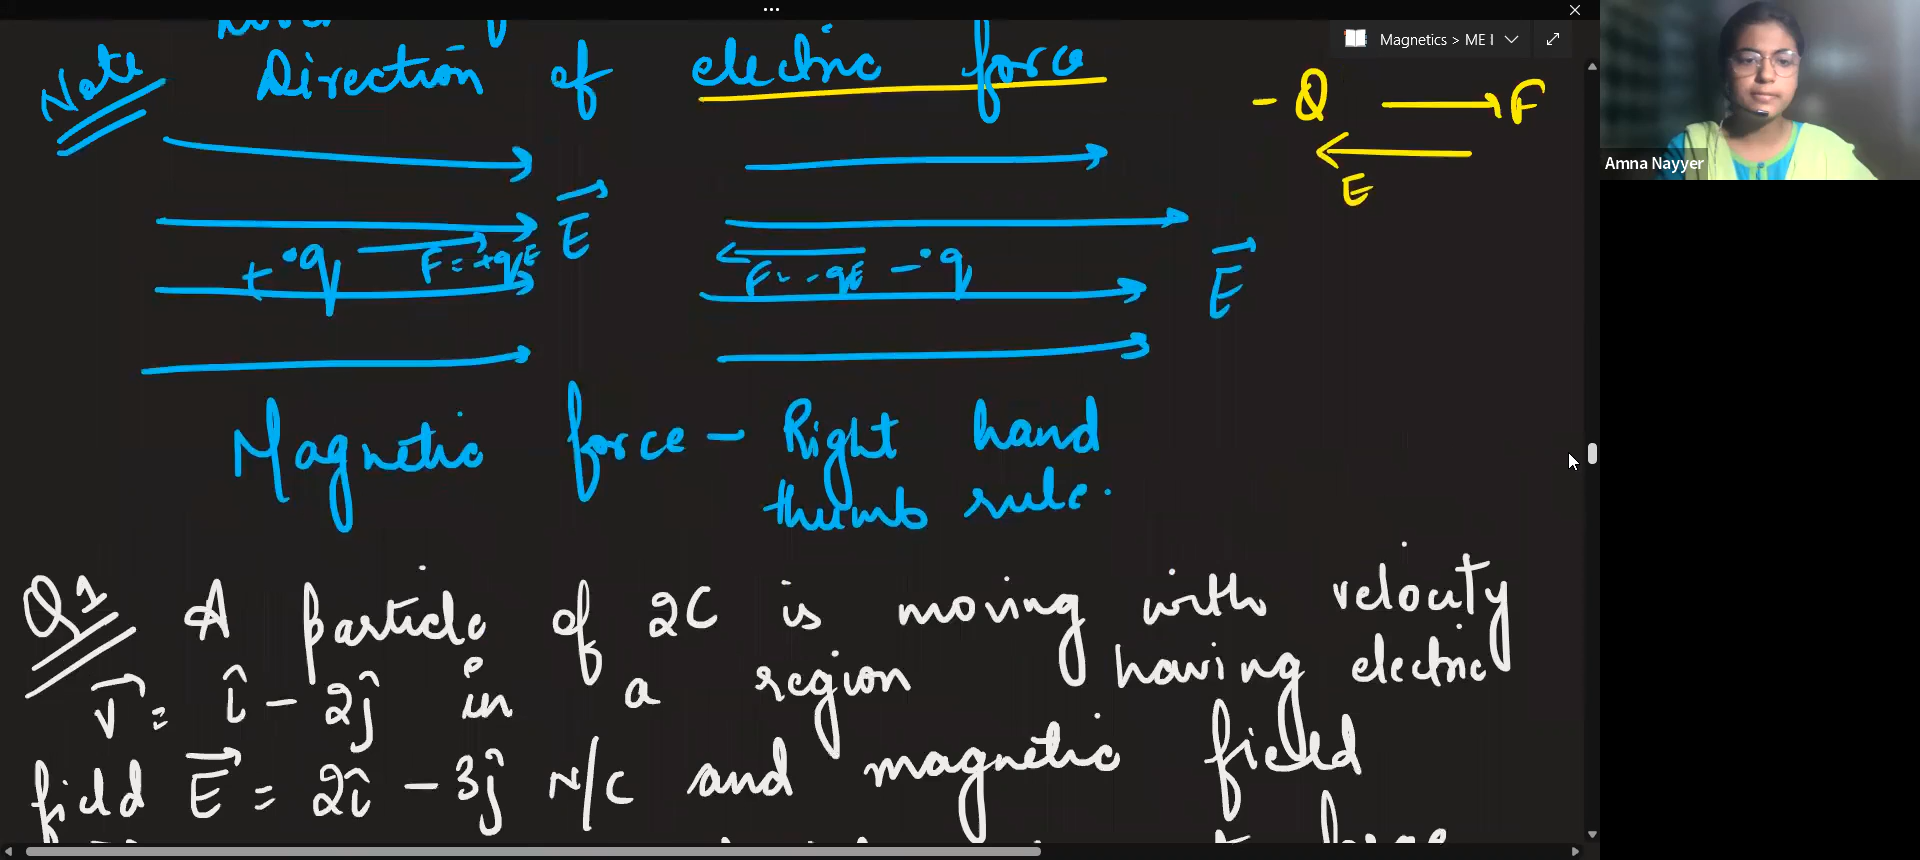 Magnetics > ME I
Note
Direction of electric force
- Q → F
E
E
E
+q F = +qE
F = -qE -q
Magnetic force - Right hand
thumb rule.
Q1 A particle of 2C is moving with velocity
v = î - 2ĵ in a region having electric
field E = 2î - 3ĵ N/C and magnetic field
Amna Nayyer